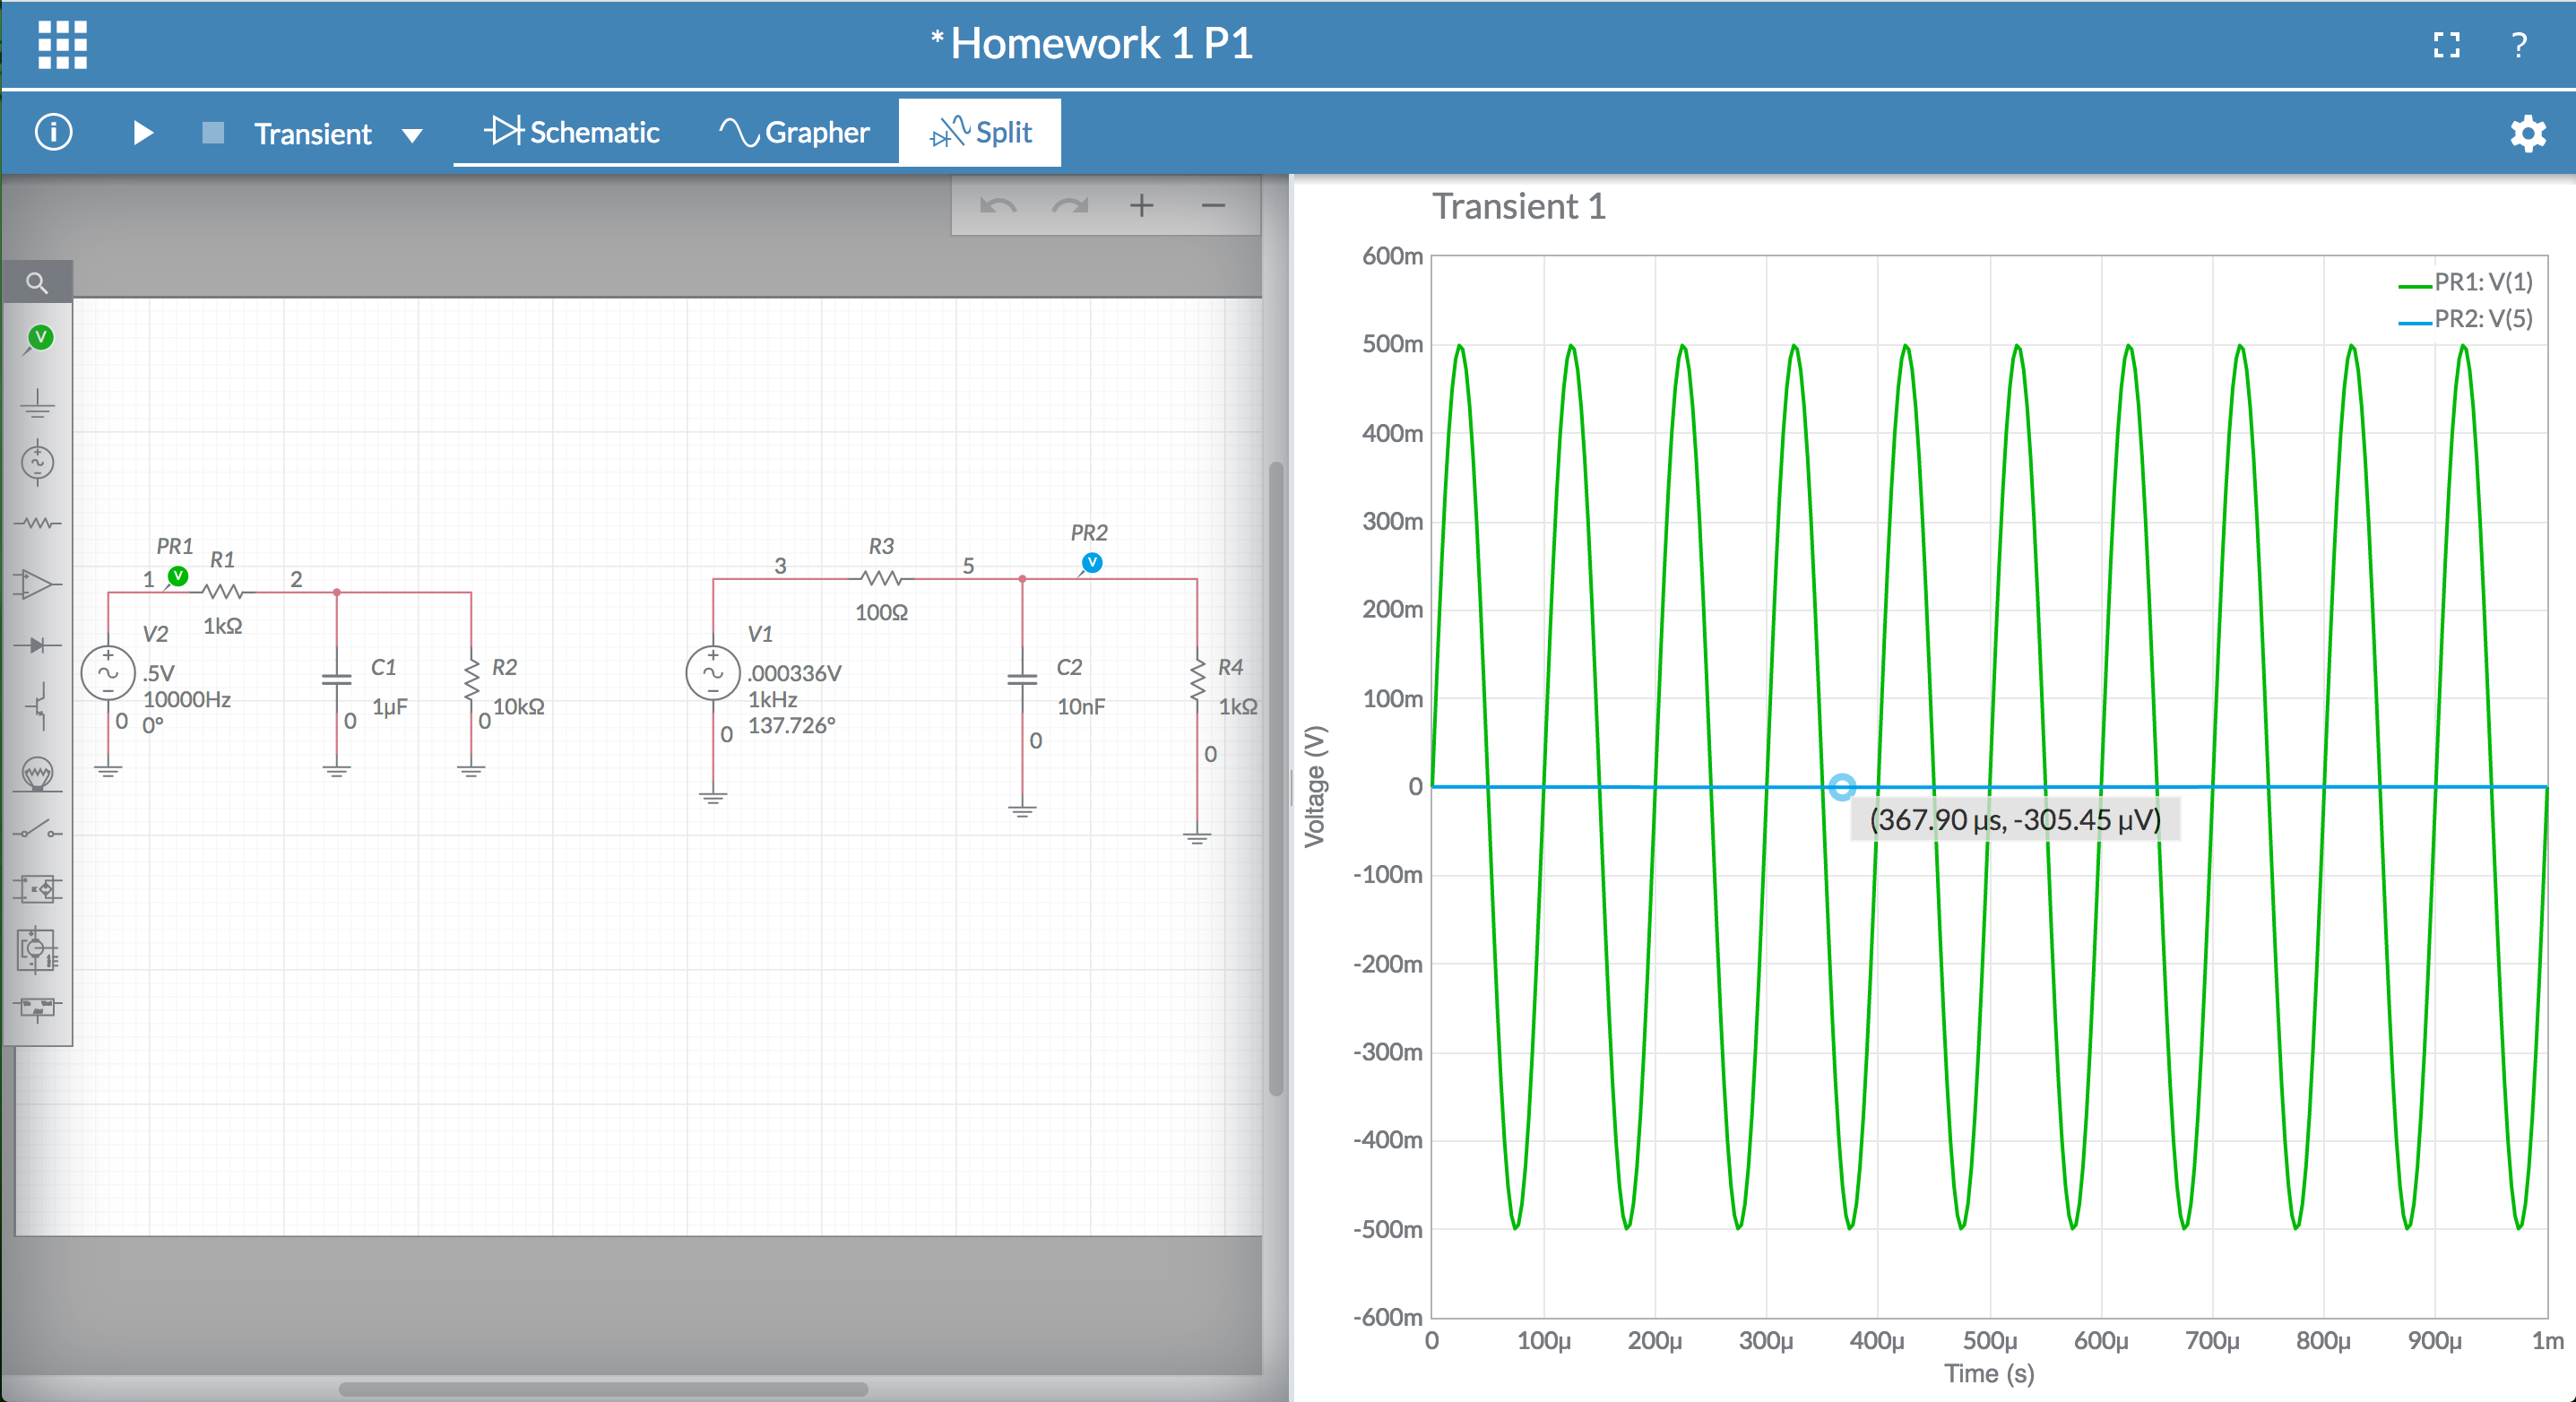 * Homework 1 P1
?
i
Transient
Schematic
Grapher
Split
V
PR1
R1
1
V
2
1kΩ
V2
.5V
10000Hz
0°
0
C1
1µF
0
R2
10kΩ
0
3
R3
100Ω
5
PR2
V
V1
.000336V
1kHz
137.726°
0
C2
10nF
0
R4
1kΩ
0
Transient 1
PR1: V(1)
PR2: V(5)
Voltage (V)
600m
500m
400m
300m
200m
100m
0
-100m
-200m
-300m
-400m
-500m
-600m
(367.90 µs, -305.45 µV)
0 100µ 200µ 300µ 400µ 500µ 600µ 700µ 800µ 900µ 1m
Time (s)